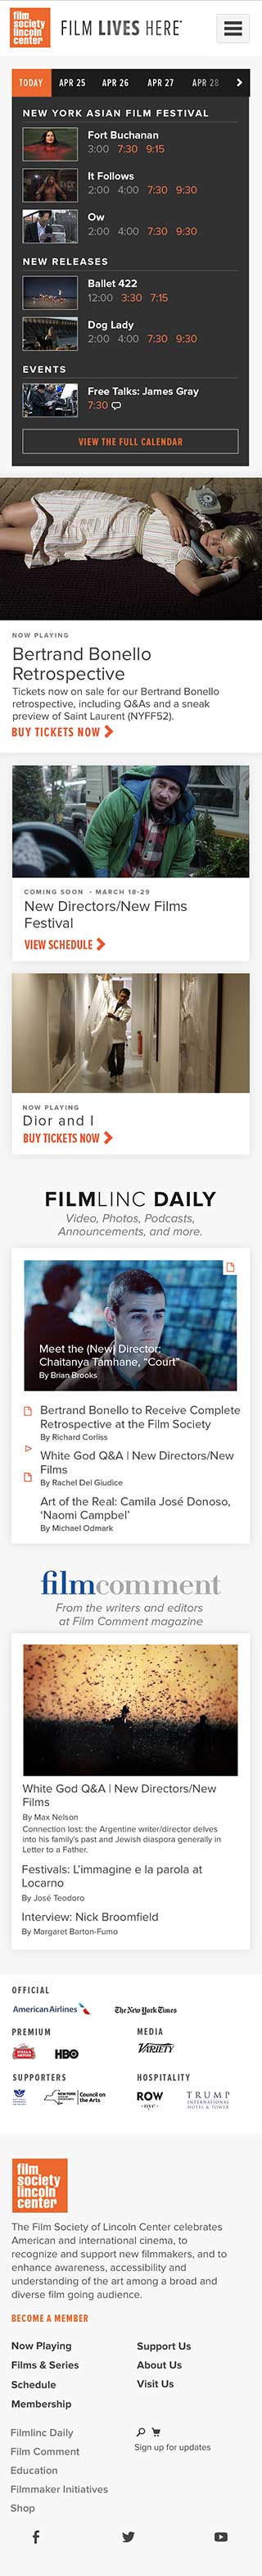 film
society
lincoln
center
FILM LIVES HERE
TODAY APR 25 APR 26 APR 27 APR 28
NEW YORK ASIAN FILM FESTIVAL
Fort Buchanan
3:00 7:30 9:15
It Follows
2:00 4:00 7:30 9:30
Ow
2:00 4:00 7:30 9:30
NEW RELEASES
Ballet 422
12:00 3:30 7:15
Dog Lady
2:00 4:00 7:30 9:30
EVENTS
Free Talks: James Gray
7:30
VIEW THE FULL CALENDAR
NOW PLAYING
Bertrand Bonello
Retrospective
Tickets now on sale for our Bertrand Bonello
retrospective, including Q&As and a sneak
preview of Saint Laurent (NYFF52).
BUY TICKETS NOW
COMING SOON - MARCH 18-29
New Directors/New Films
Festival
VIEW SCHEDULE
NOW PLAYING
Dior and I
BUY TICKETS NOW
FILMLINC DAILY
Video, Photos, Podcasts,
Announcements, and more.
Meet the (New) Director:
Chaitanya Tamhane, “Court”
By Brian Brooks
Bertrand Bonello to Receive Complete
Retrospective at the Film Society
By Richard Corliss
White God Q&A | New Directors/New
Films
By Rachel Del Giudice
Art of the Real: Camila José Donoso,
‘Naomi Campbel’
By Michael Odmark
filmcomment
From the writers and editors
at Film Comment magazine
White God Q&A | New Directors/New
Films
By Max Nelson
Connection lost: the Argentine writer/director delves
into his family's past and Jewish diaspora generally in
Letter to a Father.
Festivals: L'immagine e la parola at
Locarno
By José Teodoro
Interview: Nick Broomfield
By Margaret Barton-Fumo
OFFICIAL
American Airlines
The New York Times
PREMIUM
MEDIA
HBO
VARIETY
SUPPORTERS
HOSPITALITY
Council on
the Arts
ROW
TRUMP
INTERNATIONAL
HOTEL & TOWER
film
society
lincoln
center
The Film Society of Lincoln Center celebrates
American and international cinema, to
recognize and support new filmmakers, and to
enhance awareness, accessibility and
understanding of the art among a broad and
diverse film going audience.
BECOME A MEMBER
Now Playing
Films & Series
Schedule
Membership
Support Us
About Us
Visit Us
Filmlinc Daily
Film Comment
Education
Filmmaker Initiatives
Shop
Sign up for updates